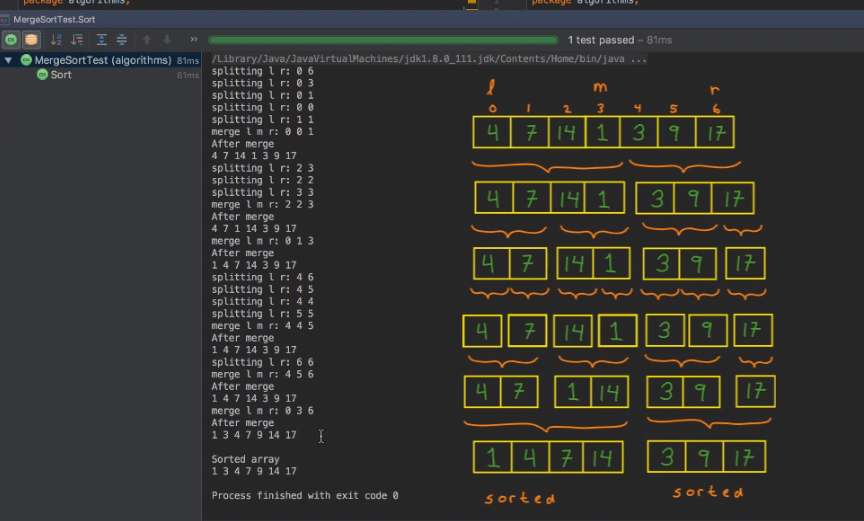 package algorithms;
package algorithms;
MergeSortTest.Sort
1 test passed – 81ms
MergeSortTest (algorithms) 81ms
Sort 81ms
/Library/Java/JavaVirtualMachines/jdk1.8.0_111.jdk/Contents/Home/bin/java ...
splitting l r: 0 6
splitting l r: 0 3
splitting l r: 0 1
splitting l r: 0 0
splitting l r: 1 1
merge l m r: 0 0 1
After merge
4 7 14 1 3 9 17
splitting l r: 2 3
splitting l r: 2 2
splitting l r: 3 3
merge l m r: 2 2 3
After merge
4 7 1 14 3 9 17
merge l m r: 0 1 3
After merge
1 4 7 14 3 9 17
splitting l r: 4 6
splitting l r: 4 5
splitting l r: 4 4
splitting l r: 5 5
merge l m r: 4 4 5
After merge
1 4 7 14 3 9 17
splitting l r: 6 6
merge l m r: 4 5 6
After merge
1 4 7 14 3 9 17
merge l m r: 0 3 6
After merge
1 3 4 7 9 14 17
Sorted array
1 3 4 7 9 14 17
Process finished with exit code 0
l m r
0 1 2 3 4 5 6
4 7 14 1 3 9 17
4 7 14 1 3 9 17
4 7 14 1 3 9 17
4 7 14 1 3 9 17
4 7 1 14 3 9 17
1 4 7 14 3 9 17
sorted sorted